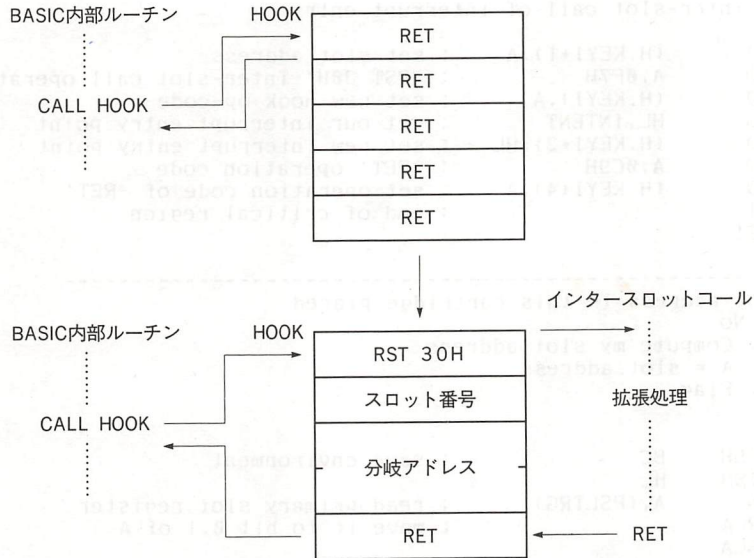 BASIC内部ルーチン
HOOK
RET
RET
CALL HOOK
RET
RET
RET
インタースロットコール
BASIC内部ルーチン
HOOK
RST 30H
スロット番号
拡張処理
CALL HOOK
分岐アドレス
RET
RET